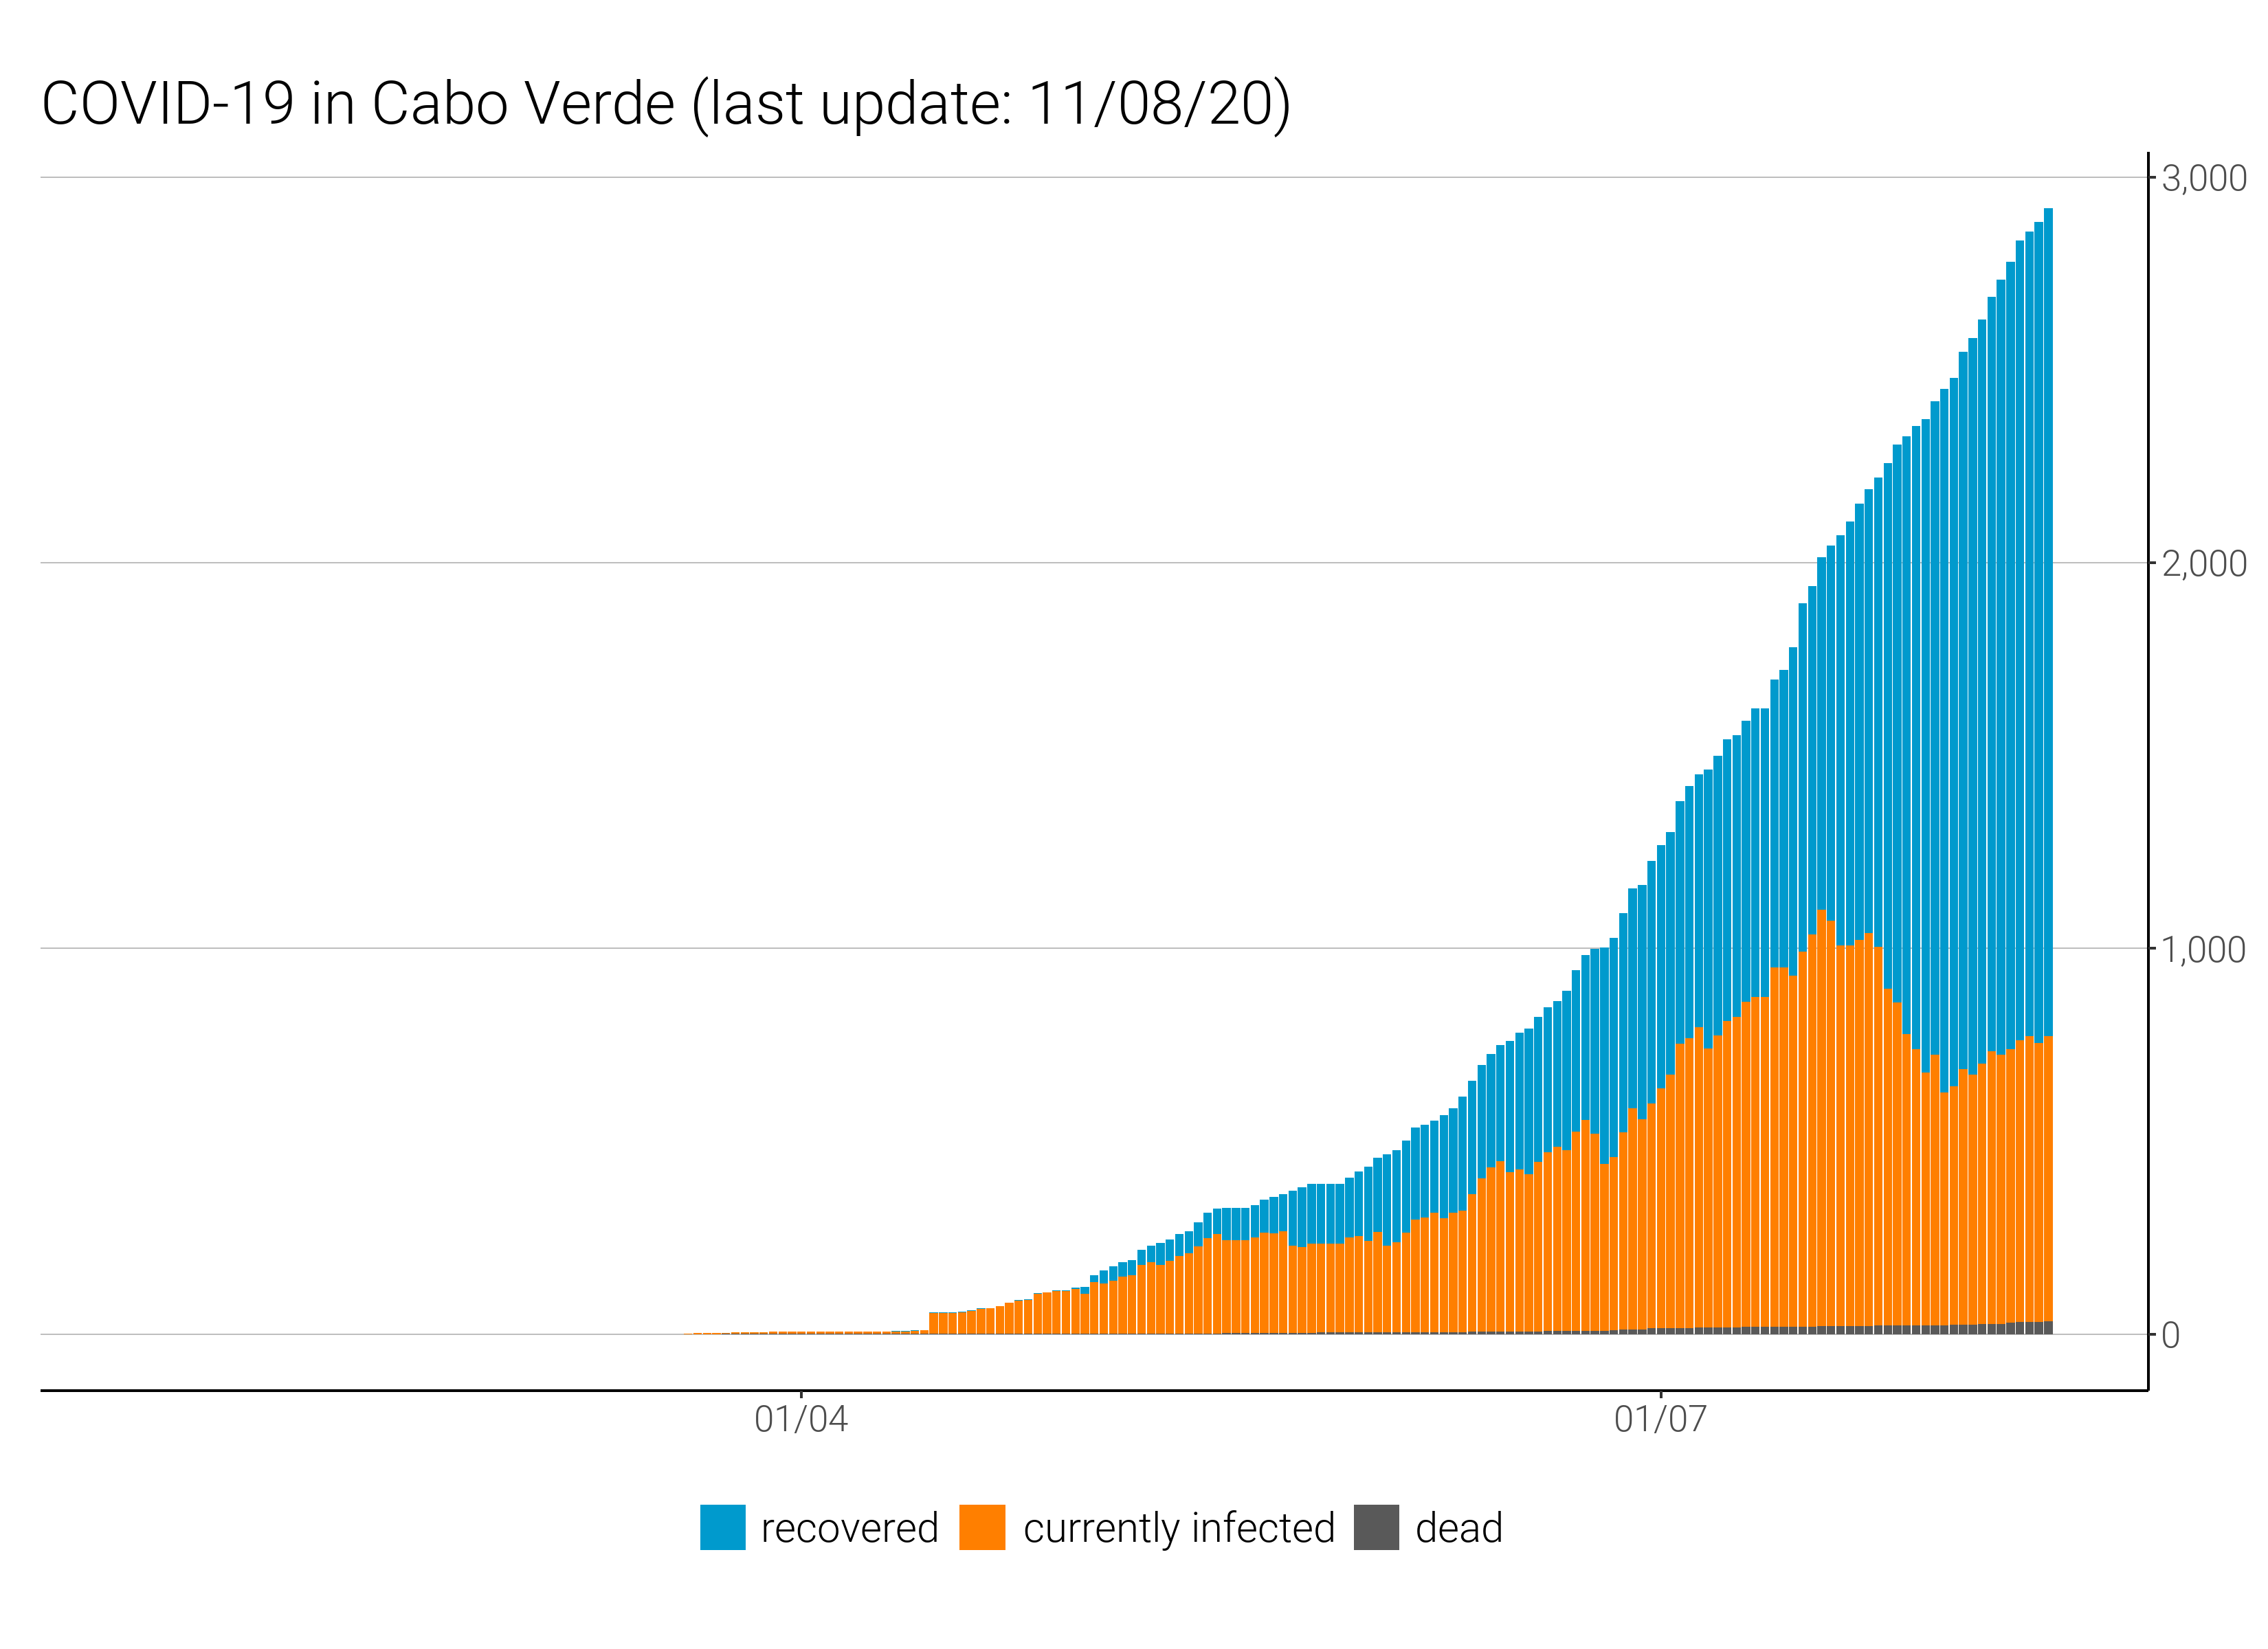 COVID-19 in Cabo Verde (last update: 11/08/20)
3,000
2,000
1,000
0
01/04 01/07
recovered currently infected dead